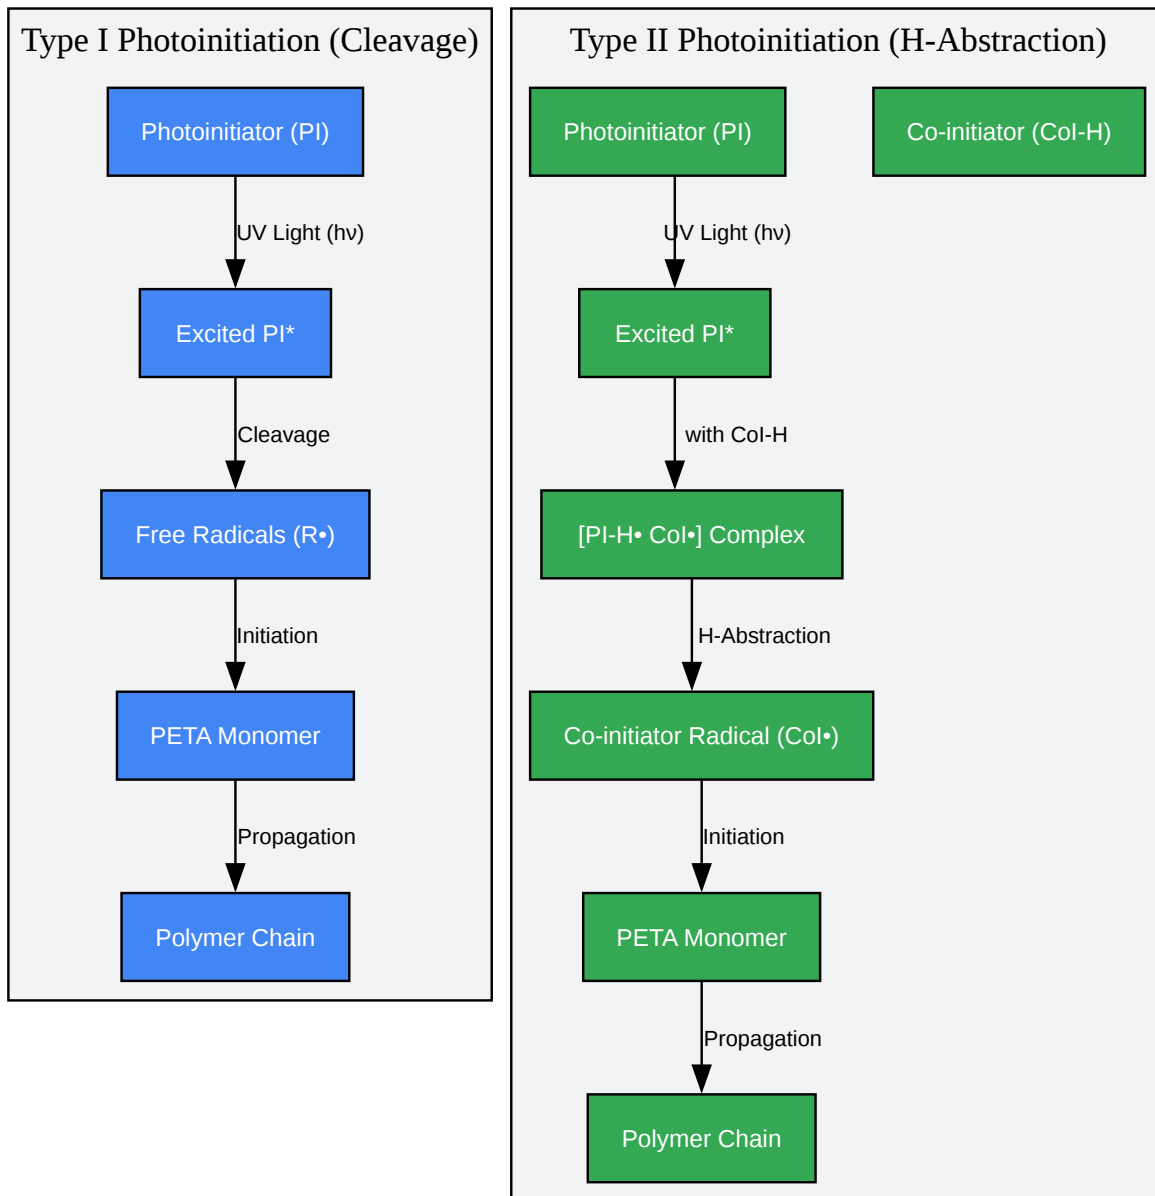 Type I Photoinitiation (Cleavage)
Photoinitiator (PI)
UV Light (hν)
Excited PI*
Cleavage
Free Radicals (R•)
Initiation
PETA Monomer
Propagation
Polymer Chain
Type II Photoinitiation (H-Abstraction)
Photoinitiator (PI)
Co-initiator (CoI-H)
UV Light (hν)
Excited PI*
with CoI-H
[PI-H• CoI•] Complex
H-Abstraction
Co-initiator Radical (CoI•)
Initiation
PETA Monomer
Propagation
Polymer Chain